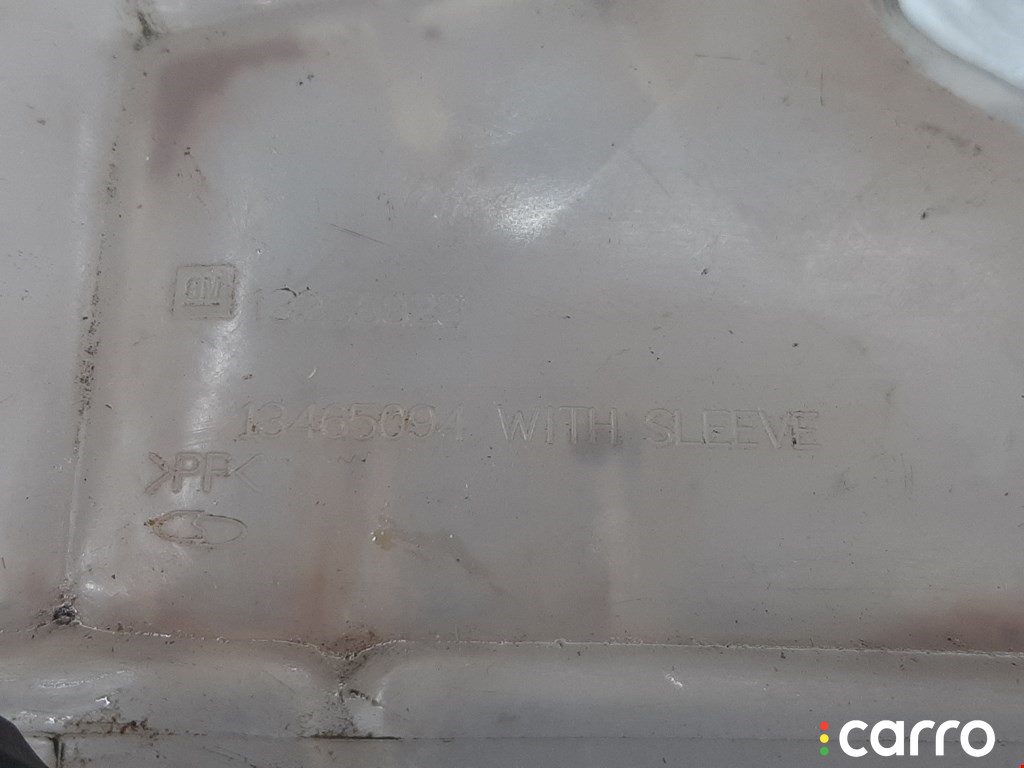 GM
13465094 WITH SLEEVE
>PP<
carro